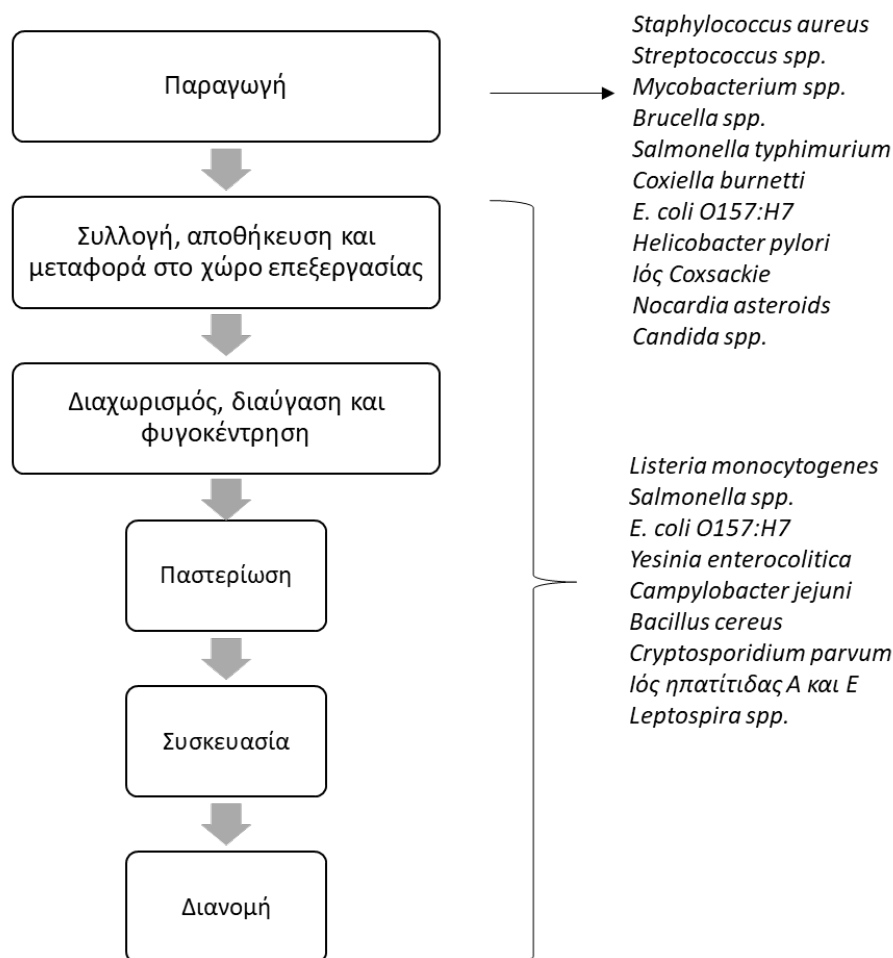 Παραγωγή
Staphylococcus aureus
Streptococcus spp.
Mycobacterium spp.
Brucella spp.
Salmonella typhimurium
Coxiella burnetti
E. coli O157:H7
Helicobacter pylori
Ιός Coxsackie
Nocardia asteroids
Candida spp.
Συλλογή, αποθήκευση και
μεταφορά στο χώρο επεξεργασίας
Διαχωρισμός, διαύγαση και
φυγοκέντρηση
Παστερίωση
Συσκευασία
Διανομή
Listeria monocytogenes
Salmonella spp.
E. coli O157:H7
Yesinia enterocolitica
Campylobacter jejuni
Bacillus cereus
Cryptosporidium parvum
Ιός ηπατίτιδας Α και Ε
Leptospira spp.